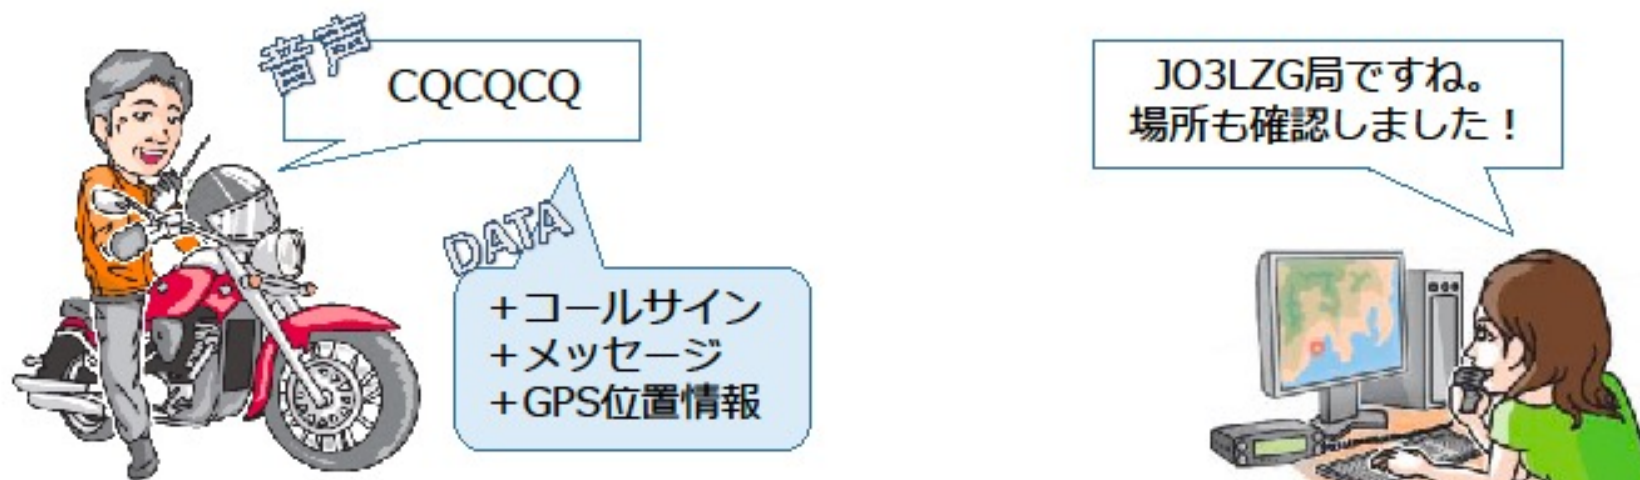 音声
CQCQCQ
DATA
+コールサイン
+メッセージ
+GPS位置情報
JO3LZG局ですね。
場所も確認しました！